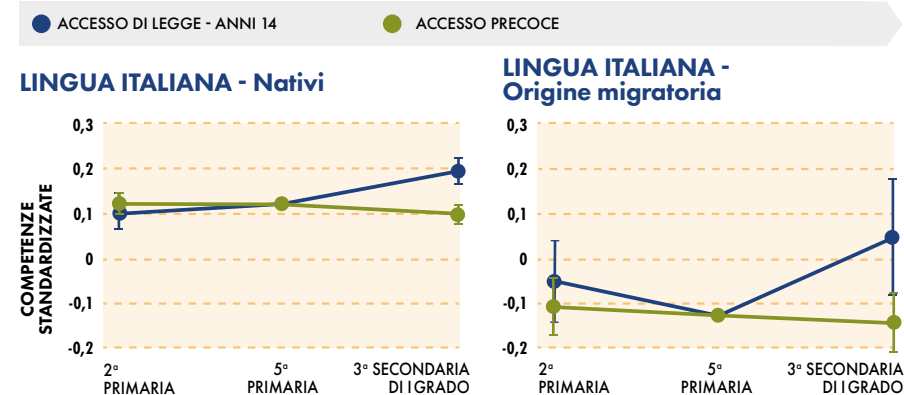 ACCESSO DI LEGGE - ANNI 14
ACCESSO PRECOCE
LINGUA ITALIANA - Nativi
COMPETENZE
STANDARDIZZATE
0,3
0,2
0,1
0
-0,1
-0,2
2ª
PRIMARIA
5ª
PRIMARIA
3ª SECONDARIA
DI I GRADO
LINGUA ITALIANA -
Origine migratoria
0,3
0,2
0,1
0
-0,1
-0,2
2ª
PRIMARIA
5ª
PRIMARIA
3ª SECONDARIA
DI I GRADO